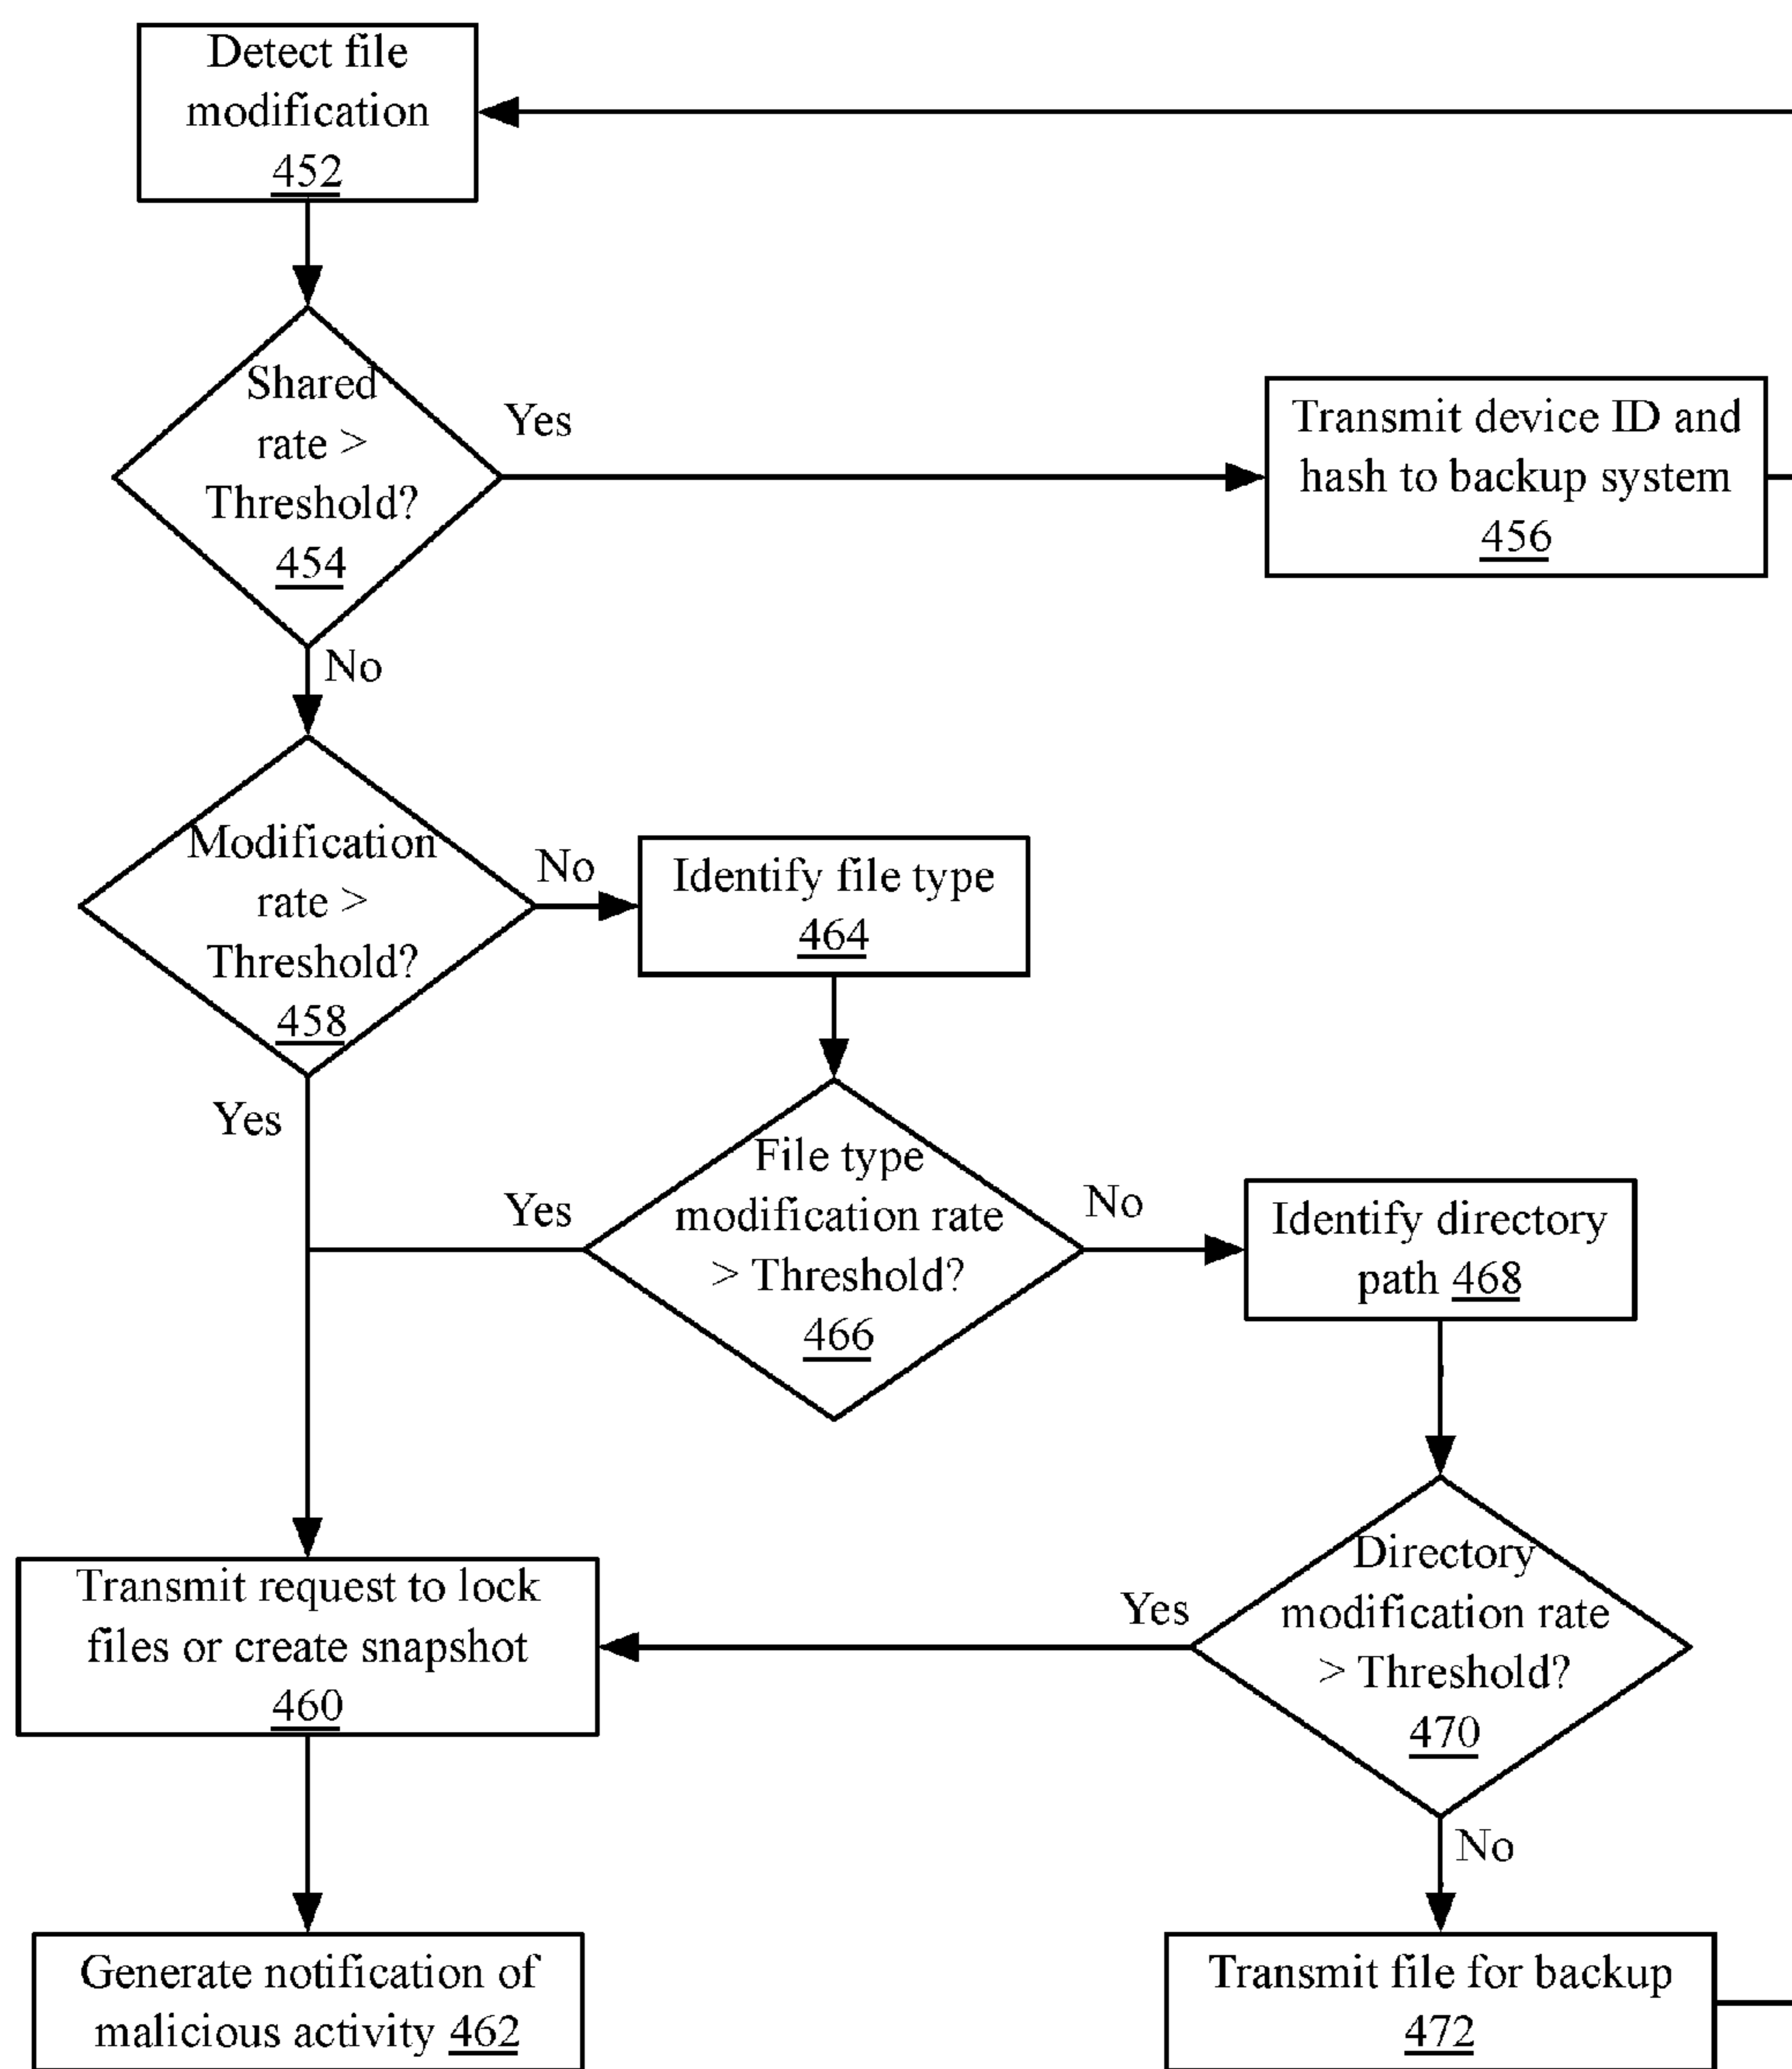 Detect file
modification
452
Shared
rate >
Threshold?
454
Yes
Transmit device ID and
hash to backup system
456
No
Modification
rate >
Threshold?
458
No
Identify file type
464
Yes
File type
modification rate
> Threshold?
466
Yes
No
Identify directory
path 468
Directory
modification rate
> Threshold?
470
Yes
Transmit request to lock
files or create snapshot
460
No
Generate notification of
malicious activity 462
Transmit file for backup
472